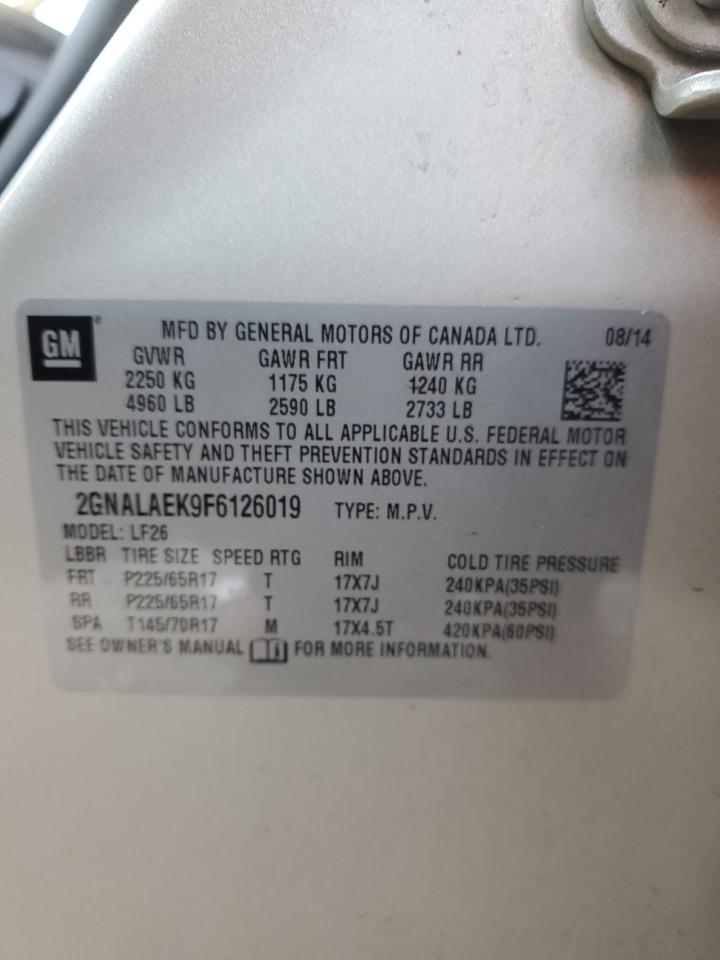 GM® MFD BY GENERAL MOTORS OF CANADA LTD. 08/14
GVWR GAWR FRT GAWR RR
2250 KG 1175 KG 1240 KG
4960 LB 2590 LB 2733 LB
THIS VEHICLE CONFORMS TO ALL APPLICABLE U.S. FEDERAL MOTOR
VEHICLE SAFETY AND THEFT PREVENTION STANDARDS IN EFFECT ON
THE DATE OF MANUFACTURE SHOWN ABOVE.
2GNALAEK9F6126019 TYPE: M.P.V.
MODEL: LF26
LBBR TIRE SIZE SPEED RTG RIM COLD TIRE PRESSURE
FRT P225/65R17 T 17X7J 240KPA(35PSI)
RR P225/65R17 T 17X7J 240KPA(35PSI)
SPA T145/70R17 M 17X4.5T 420KPA(60PSI)
SEE OWNER'S MANUAL FOR MORE INFORMATION.